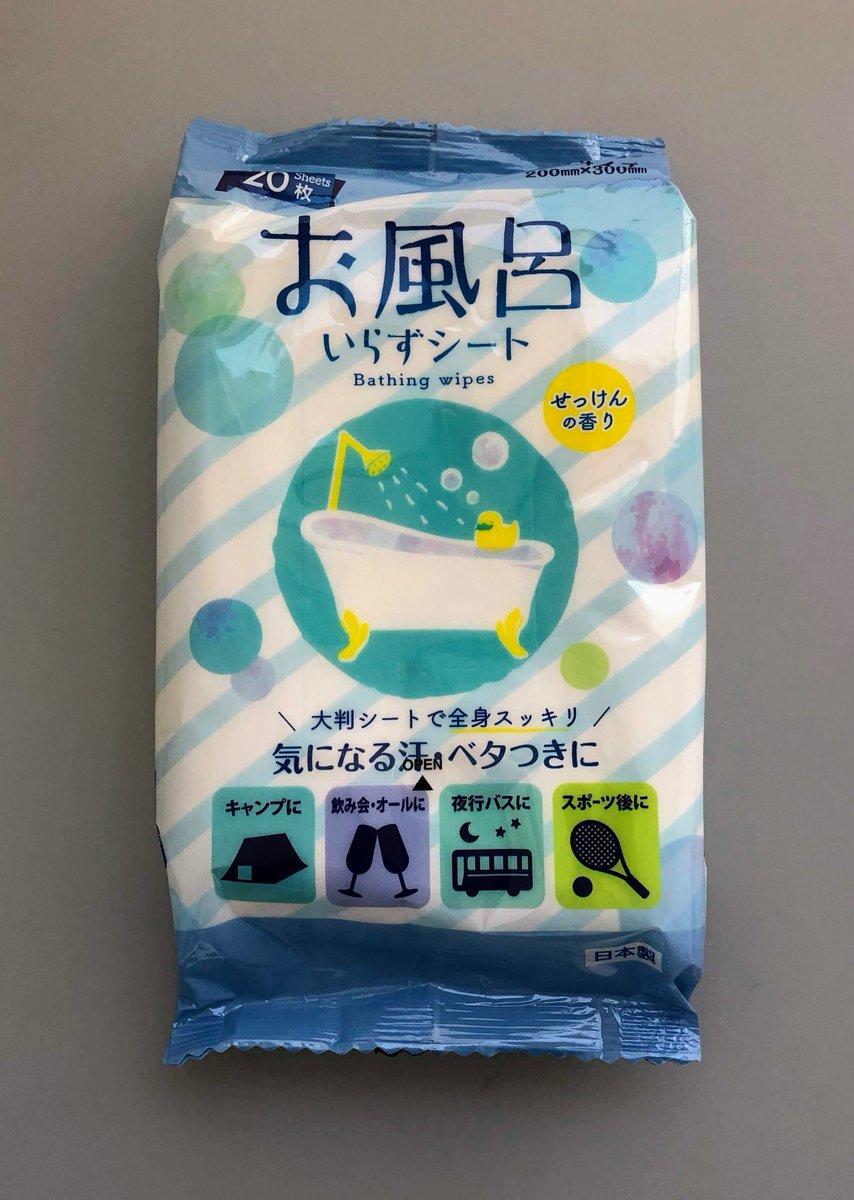 20 Sheets
枚
200mm×300mm
お風呂
いらずシート
Bathing wipes
せっけん
の香り
大判シートで全身スッキリ
気になる汗・ベタつきに
OPEN
キャンプに
飲み会・オールに
夜行バスに
スポーツ後に
日本製